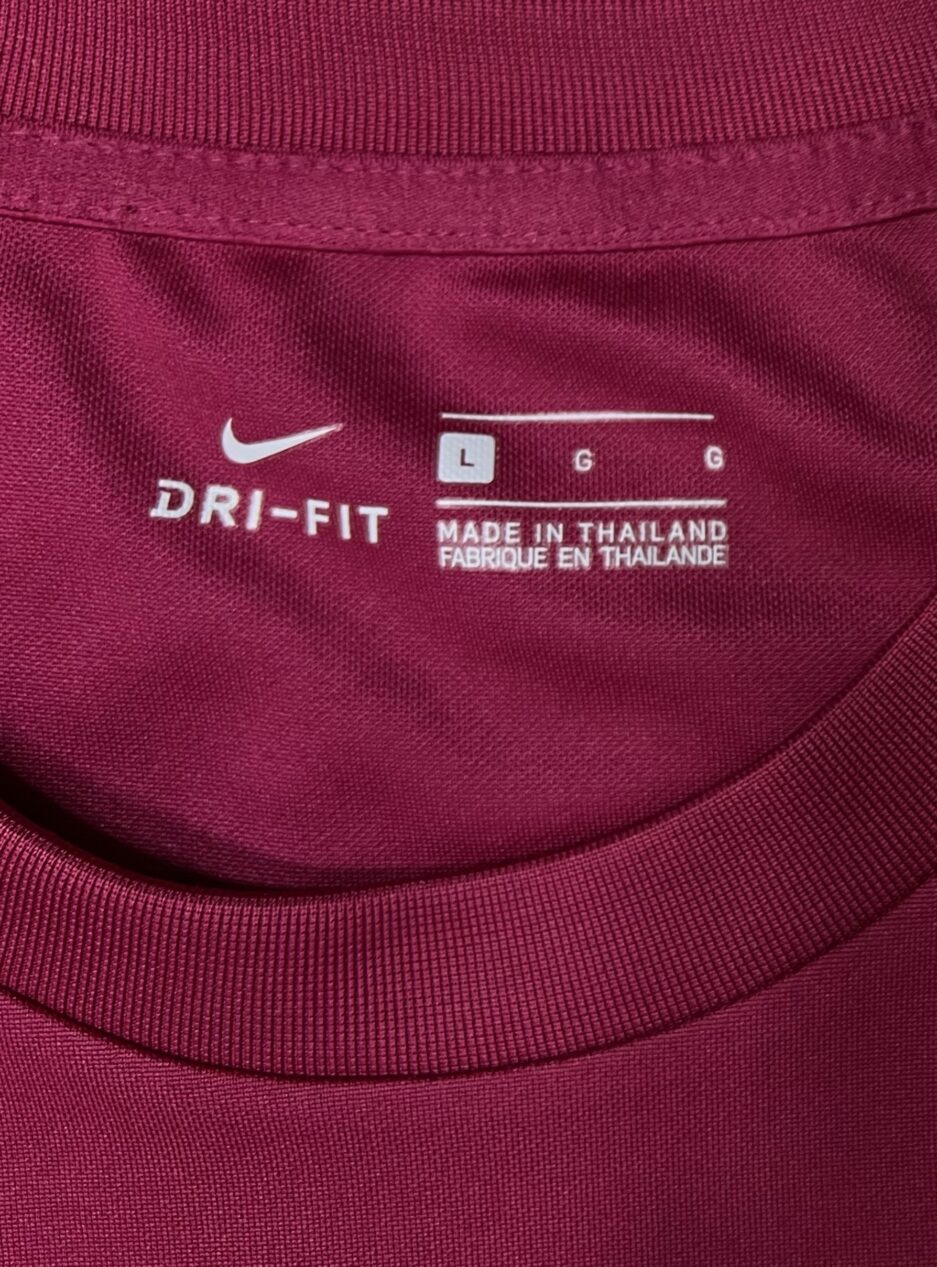 DRI-FIT
L G G
MADE IN THAILAND
FABRIQUE EN THAILANDE